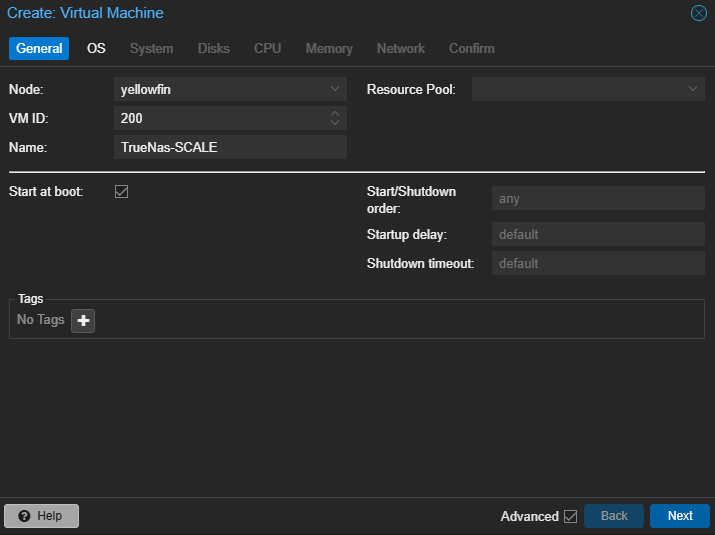 Create: Virtual Machine
General OS System Disks CPU Memory Network Confirm
Node: yellowfin Resource Pool:
VM ID: 200
Name: TrueNas-SCALE
Start at boot: Start/Shutdown order: any
Startup delay: default
Shutdown timeout: default
Tags
No Tags
Help Advanced Back Next